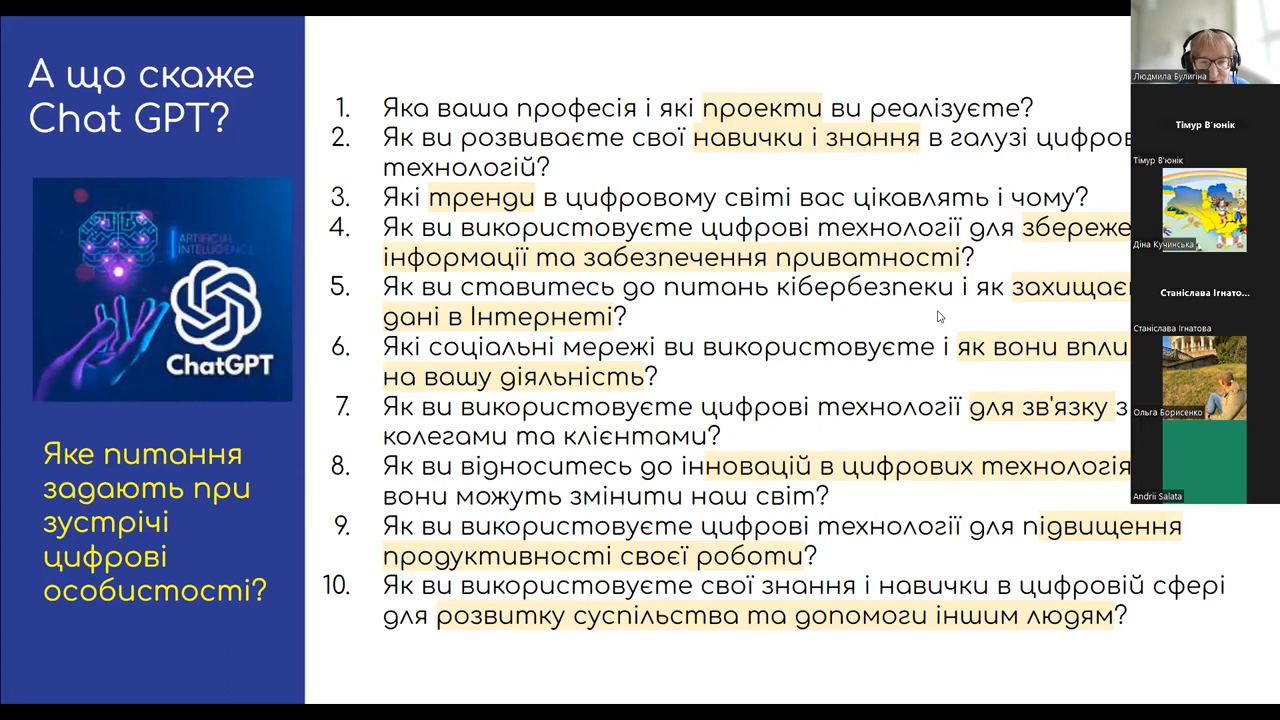 А що скаже
Chat GPT?
ARTIFICIAL
INTELLIGENCE
ChatGPT
Яке питання
задають при
зустрічі
цифрові
особистості?
1. Яка ваша професія і які проекти ви реалізуєте?
2. Як ви розвиваєте свої навички і знання в галузі цифров
технологій?
3. Які тренди в цифровому світі вас цікавлять і чому?
4. Як ви використовуєте цифрові технології для збереже
інформації та забезпечення приватності?
5. Як ви ставитесь до питань кібербезпеки і як захищає
дані в Інтернеті?
6. Які соціальні мережі ви використовуєте і як вони впли
на вашу діяльність?
7. Як ви використовуєте цифрові технології для зв'язку з
колегами та клієнтами?
8. Як ви відноситесь до інновацій в цифрових технологія
вони можуть змінити наш світ?
9. Як ви використовуєте цифрові технології для підвищення
продуктивності своєї роботи?
10. Як ви використовуєте свої знання і навички в цифровій сфері
для розвитку суспільства та допомоги іншим людям?
Людмила Булигіна
Тімур В'юнік
Тімур В'юнік
Діна Кучинська
Станіслава Ігнато...
Станіслава Ігнатова
Ольга Борисенко
Andrii Salata